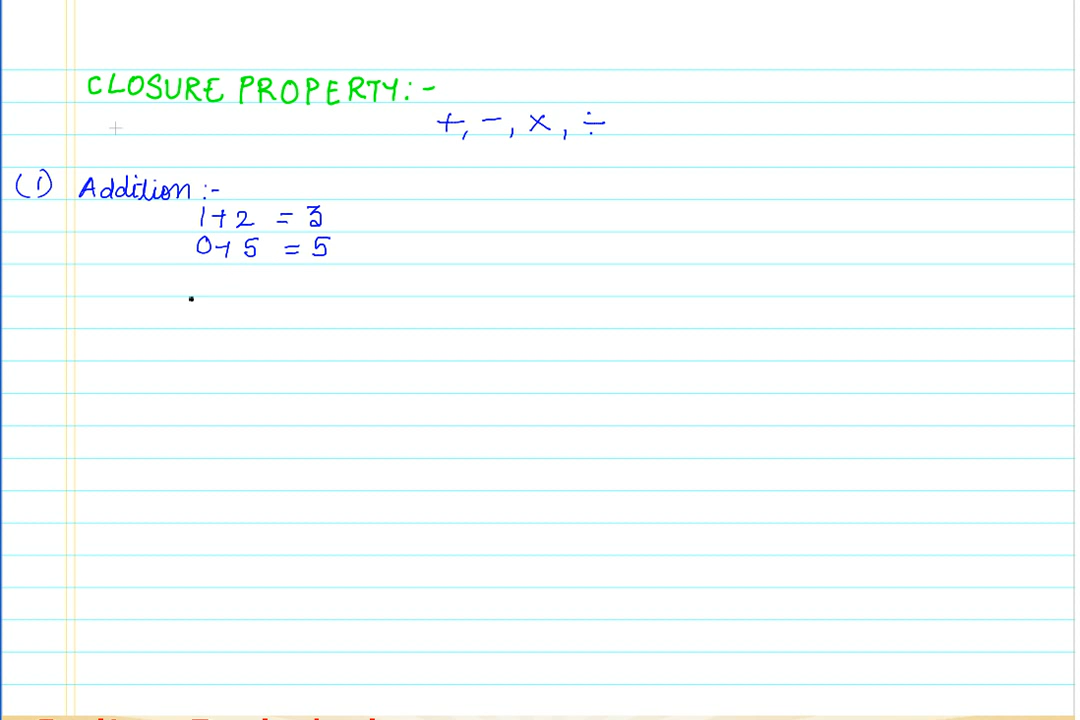 CLOSURE PROPERTY:-
+, -, ×, ÷
(1) Addition :-
1+2 = 3
0+5 = 5